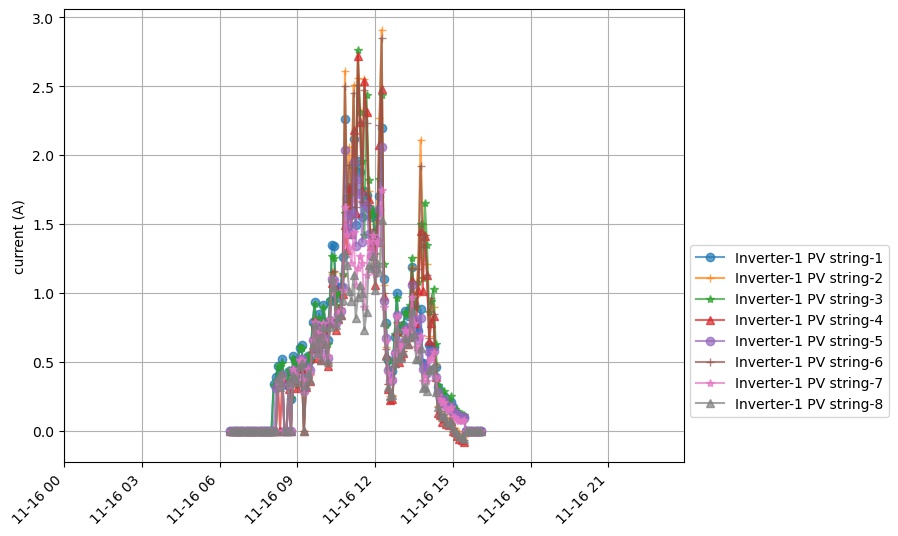 3.0
2.5
2.0
1.5
1.0
0.5
0.0
current (A)
11-16 00
11-16 03
11-16 06
11-16 09
11-16 12
11-16 15
11-16 18
11-16 21
Inverter-1 PV string-1
Inverter-1 PV string-2
Inverter-1 PV string-3
Inverter-1 PV string-4
Inverter-1 PV string-5
Inverter-1 PV string-6
Inverter-1 PV string-7
Inverter-1 PV string-8